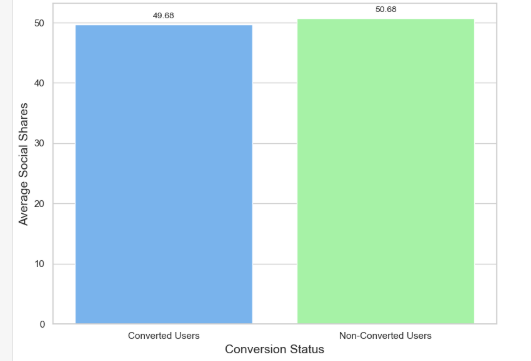 49.68
50.68
50
40
30
20
10
0
Average Social Shares
Converted Users
Non-Converted Users
Conversion Status